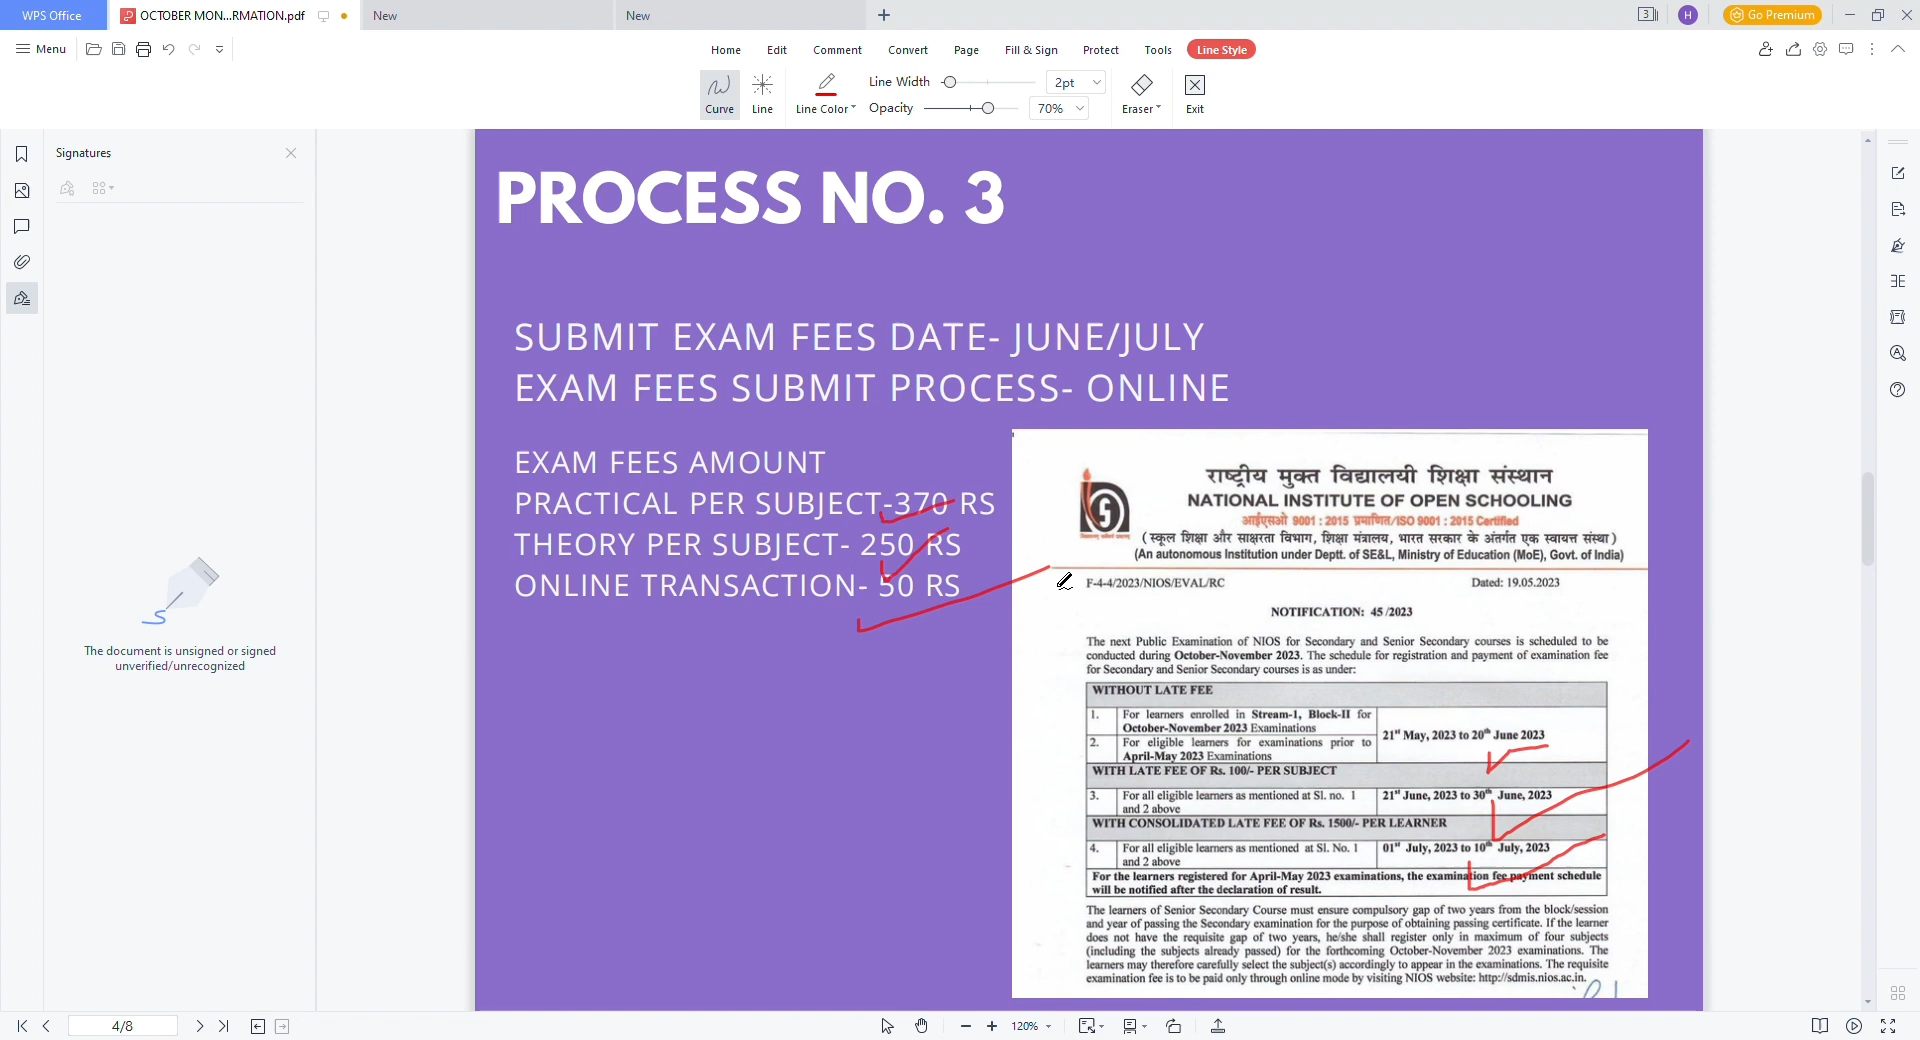 WPS Office
OCTOBER MON...RMATION.pdf
New
New
3
H
Go Premium
Menu
Home
Edit
Comment
Convert
Page
Fill & Sign
Protect
Tools
Line Style
Curve
Line
Line Color
Line Width
2pt
Opacity
70%
Eraser
Exit
Signatures
The document is unsigned or signed
unverified/unrecognized
PROCESS NO. 3
SUBMIT EXAM FEES DATE- JUNE/JULY
EXAM FEES SUBMIT PROCESS- ONLINE
EXAM FEES AMOUNT
PRACTICAL PER SUBJECT-370 RS
THEORY PER SUBJECT- 250 RS
ONLINE TRANSACTION- 50 RS
राष्ट्रीय मुक्त विद्यालयी शिक्षा संस्थान
NATIONAL INSTITUTE OF OPEN SCHOOLING
आईएसओ 9001 : 2015 प्रमाणित/ISO 9001 : 2015 Certified
(स्कूल शिक्षा और साक्षरता विभाग, शिक्षा मंत्रालय, भारत सरकार के अंतर्गत एक स्वायत्त संस्था)
(An autonomous Institution under Deptt. of SE&L, Ministry of Education (MoE), Govt. of India)
F-4-4/2023/NIOS/EVAL/RC
Dated: 19.05.2023
NOTIFICATION: 45 /2023
The next Public Examination of NIOS for Secondary and Senior Secondary courses is scheduled to be
conducted during October-November 2023. The schedule for registration and payment of examination fee
for Secondary and Senior Secondary courses is as under:
WITHOUT LATE FEE
1. For learners enrolled in Stream-1, Block-II for
October-November 2023 Examinations
21st May, 2023 to 20th June 2023
2. For eligible learners for examinations prior to
April-May 2023 Examinations
WITH LATE FEE OF Rs. 100/- PER SUBJECT
3. For all eligible learners as mentioned at Sl. no. 1
and 2 above
21st June, 2023 to 30th June, 2023
WITH CONSOLIDATED LATE FEE OF Rs. 1500/- PER LEARNER
4. For all eligible learners as mentioned at Sl. No. 1
and 2 above
01st July, 2023 to 10th July, 2023
For the learners registered for April-May 2023 examinations, the examination fee payment schedule
will be notified after the declaration of result.
The learners of Senior Secondary Course must ensure compulsory gap of two years from the block/session
and year of passing the Secondary examination for the purpose of obtaining passing certificate. If the learner
does not have the requisite gap of two years, he/she shall register only in maximum of four subjects
(including the subjects already passed) for the forthcoming October-November 2023 examinations. The
learners may therefore carefully select the subject(s) accordingly to appear in the examinations. The requisite
examination fee is to be paid only through online mode by visiting NIOS website: http://sdmis.nios.ac.in.
4/8
120%